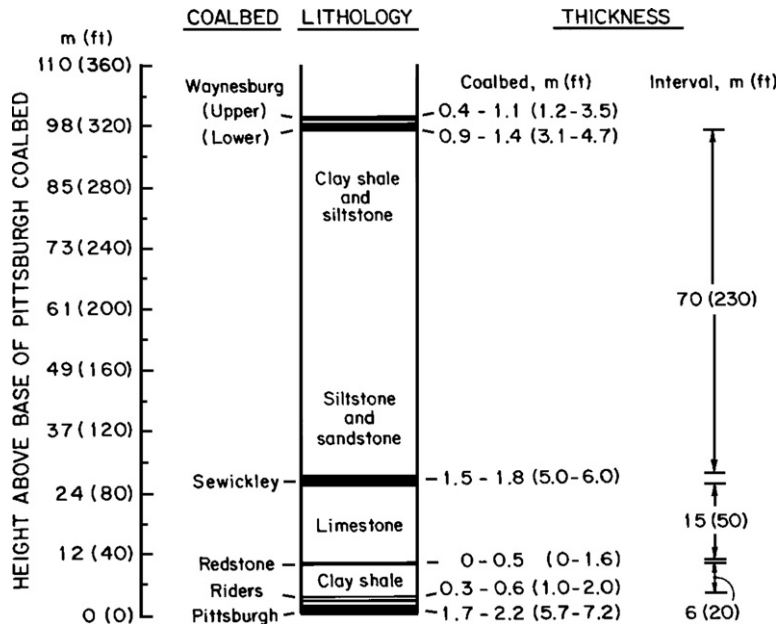 COALBED LITHOLOGY THICKNESS
m (ft)
110 (360) Waynesburg Coalbed, m (ft) Interval, m (ft)
(Upper) 0.4 - 1.1 (1.2-3.5)
98 (320) (Lower) 0.9 - 1.4 (3.1-4.7)
Clay shale
and
siltstone
85 (280)
73 (240)
70 (230)
61 (200)
49 (160)
Siltstone
and
sandstone
37 (120)
Sewickley 1.5 - 1.8 (5.0-6.0)
24 (80)
15 (50)
Limestone
12 (40)
Redstone 0-0.5 (0-1.6)
Clay shale
Riders 0.3 - 0.6 (1.0-2.0)
0 (0) Pittsburgh 1.7 - 2.2 (5.7-7.2) 6 (20)
HEIGHT ABOVE BASE OF PITTSBURGH COALBED